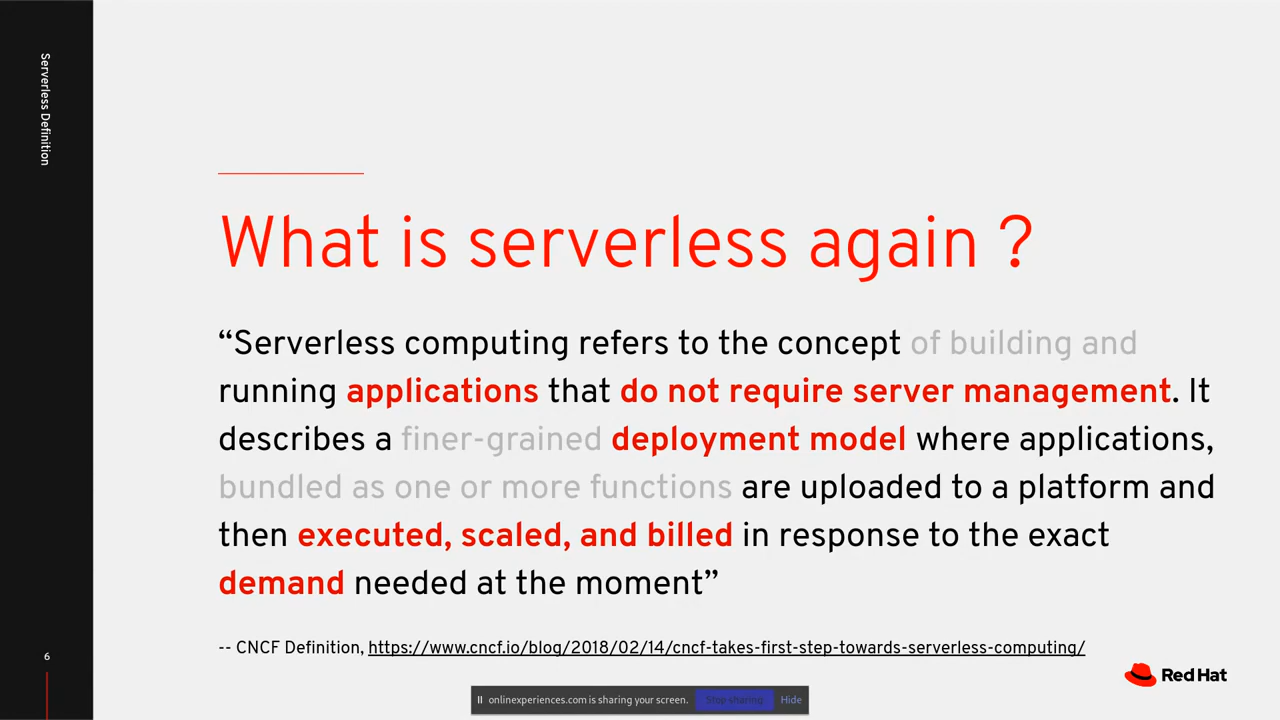 Serverless Definition
What is serverless again ?
“Serverless computing refers to the concept of building and
running applications that do not require server management. It
describes a finer-grained deployment model where applications,
bundled as one or more functions are uploaded to a platform and
then executed, scaled, and billed in response to the exact
demand needed at the moment”
-- CNCF Definition, https://www.cncf.io/blog/2018/02/14/cncf-takes-first-step-towards-serverless-computing/
6
Red Hat
onlinexperiences.com is sharing your screen. Stop sharing Hide